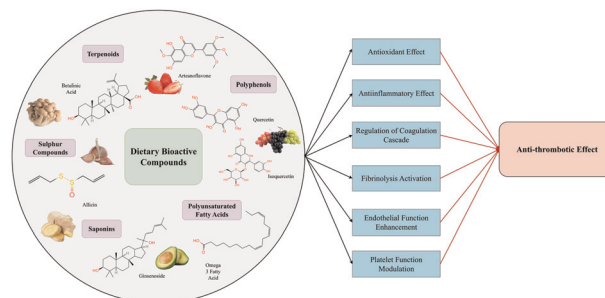 Terpenoids
Betulinic
Acid
Arteanoflavone
Polyphenols
Quercetin
Isoquercetin
Sulphur
Compounds
Allicin
Dietary Bioactive
Compounds
Saponins
Ginsenoside
Polyunsaturated
Fatty Acids
Omega
3 Fatty
Acid
Antioxidant Effect
Antiinflammatory Effect
Regulation of Coagulation
Cascade
Fibrinolysis Activation
Endothelial Function
Enhancement
Platelet Function
Modulation
Anti-thrombotic Effect